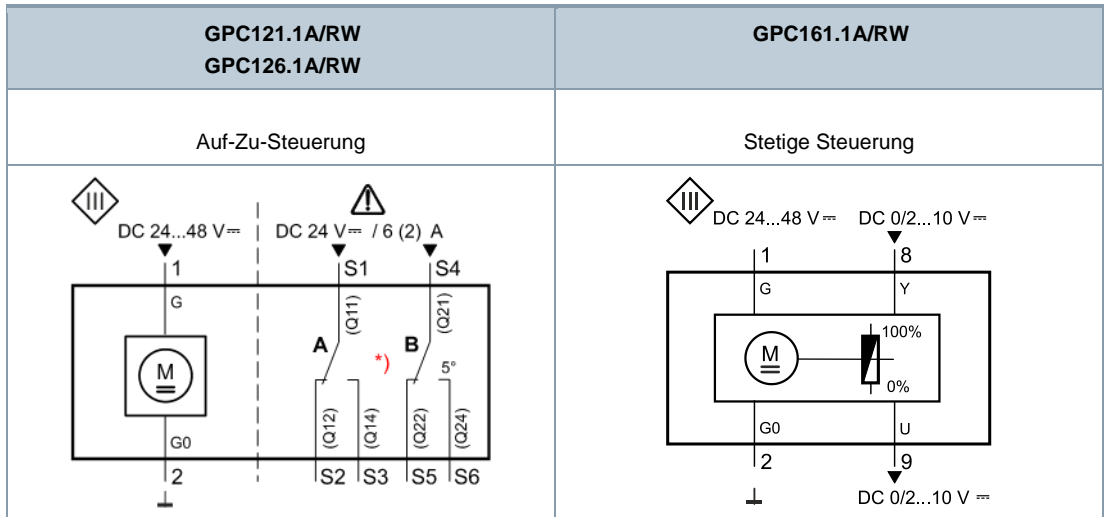 GPC121.1A/RW
GPC126.1A/RW
GPC161.1A/RW
Auf-Zu-Steuerung
Stetige Steuerung
III
DC 24...48 V⎓
DC 24 V⎓ / 6 (2) A
1
S1
S4
G
(Q11)
(Q21)
A
*)
B
5°
M
(Q12)
(Q14)
(Q22)
(Q24)
G0
2
S2
S3
S5
S6
III
DC 24...48 V⎓
DC 0/2...10 V⎓
1
8
G
Y
100%
M
0%
G0
U
2
9
DC 0/2...10 V ⎓